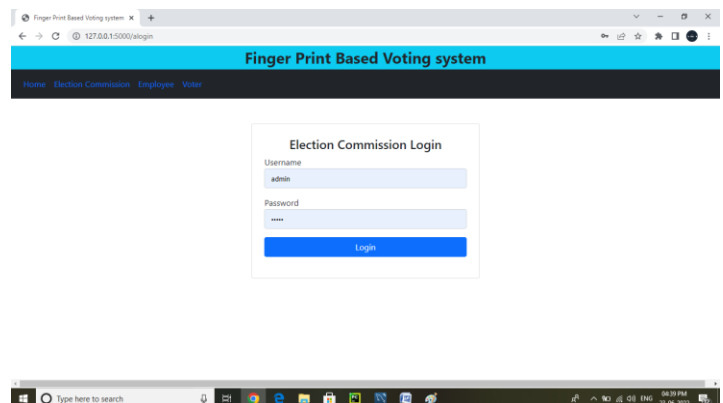 Finger Print Based Voting system
127.0.0.1:5000/alogin
Finger Print Based Voting system
Home Election Commission Employee Voter
Election Commission Login
Username
admin
Password
•••••
Login
Type here to search
ENG
04:39 PM